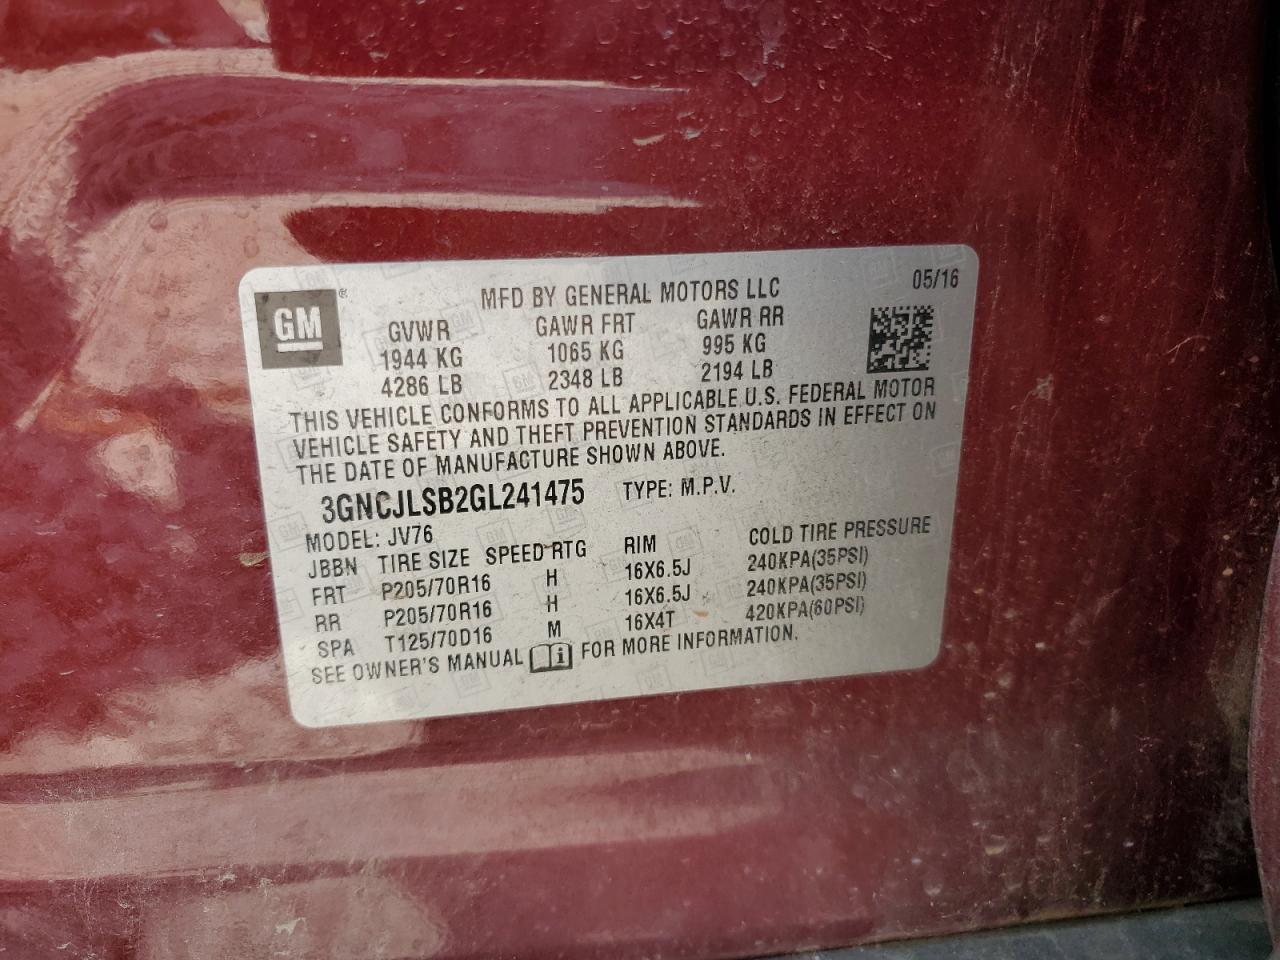 GM ®
MFD BY GENERAL MOTORS LLC 05/16
GVWR GAWR FRT GAWR RR
1944 KG 1065 KG 995 KG
4286 LB 2348 LB 2194 LB
THIS VEHICLE CONFORMS TO ALL APPLICABLE U.S. FEDERAL MOTOR
VEHICLE SAFETY AND THEFT PREVENTION STANDARDS IN EFFECT ON
THE DATE OF MANUFACTURE SHOWN ABOVE.
3GNCJLSB2GL241475 TYPE: M.P.V.
MODEL: JV76
JBBN TIRE SIZE SPEED RTG RIM COLD TIRE PRESSURE
FRT P205/70R16 H 16X6.5J 240KPA(35PSI)
RR P205/70R16 H 16X6.5J 240KPA(35PSI)
SPA T125/70D16 M 16X4T 420KPA(60PSI)
SEE OWNER'S MANUAL i FOR MORE INFORMATION.